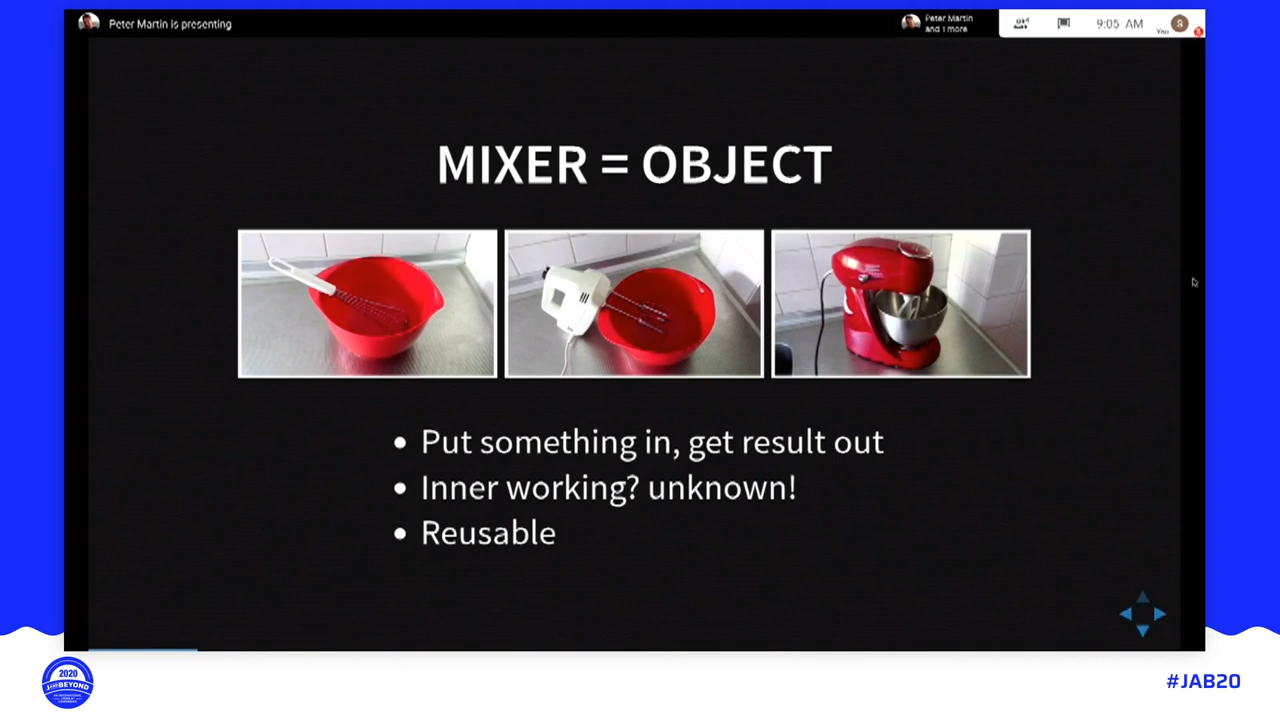 Peter Martin is presenting
Peter Martin
and 1 more
9:05 AM
You
S
MIXER = OBJECT
Put something in, get result out
Inner working? unknown!
Reusable
2020
JANDBEYOND
#JAB20